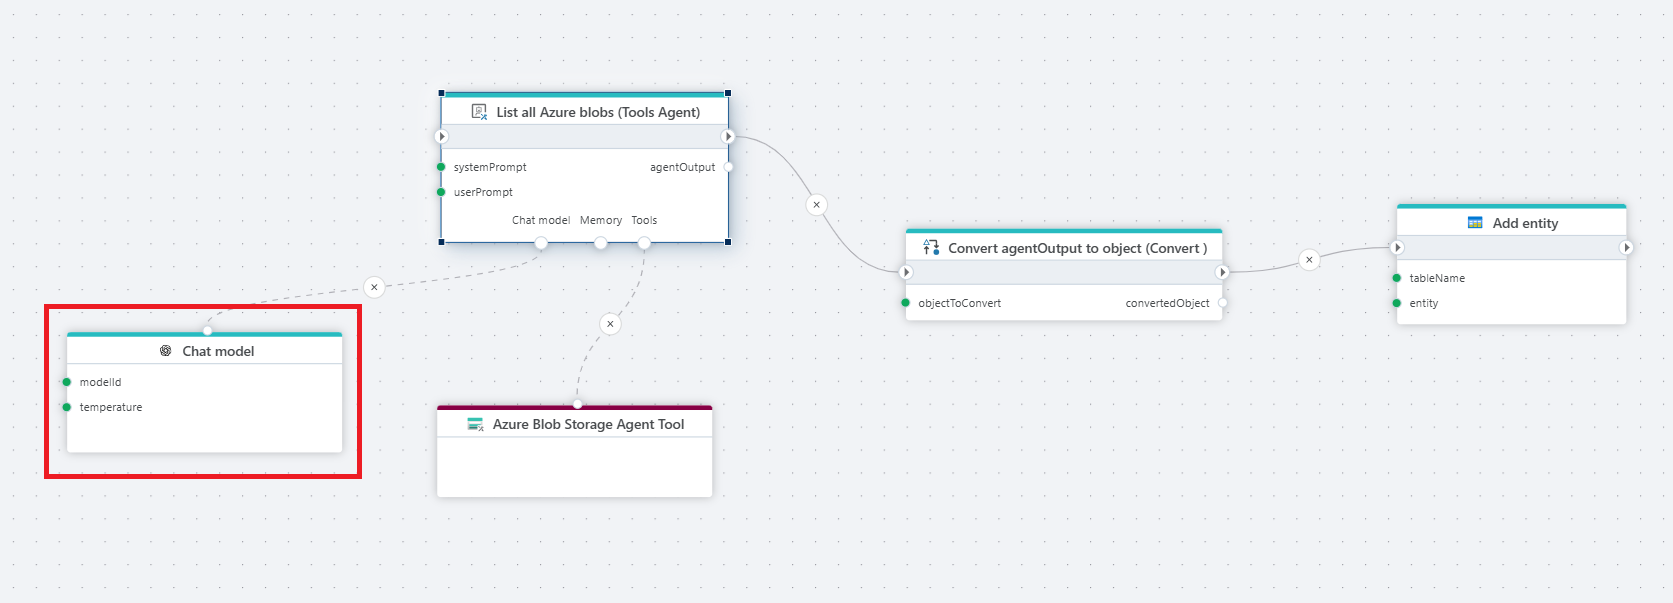 List all Azure blobs (Tools Agent)
systemPrompt
agentOutput
userPrompt
Chat model
Memory
Tools
Chat model
modelId
temperature
Azure Blob Storage Agent Tool
Convert agentOutput to object (Convert )
objectToConvert
convertedObject
Add entity
tableName
entity